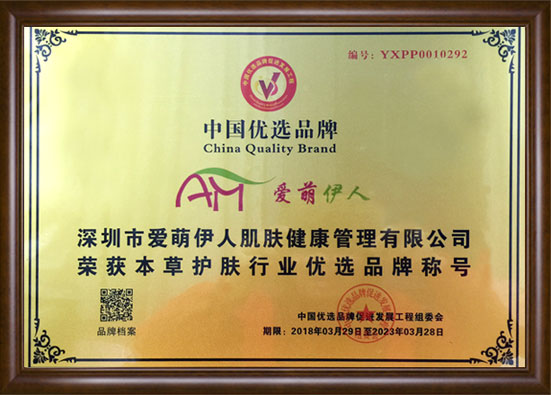 编号：YXPP0010292
中国优选品牌
China Quality Brand
AM 爱萌伊人
深圳市爱萌伊人肌肤健康管理有限公司
荣获本草护肤行业优选品牌称号
品牌档案
中国优选品牌促进发展工程组委会
期限：2018年03月29日至2023年03月28日